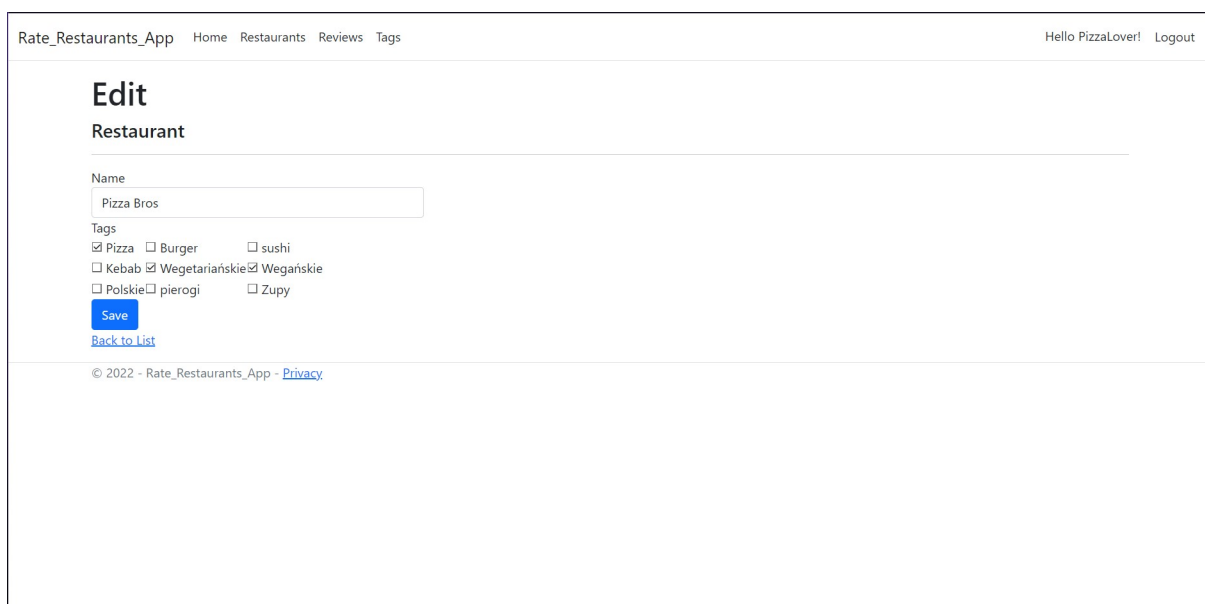 Rate_Restaurants_App Home Restaurants Reviews Tags Hello PizzaLover! Logout
Edit
Restaurant
Name
Pizza Bros
Tags
Pizza Burger sushi
Kebab Wegetariańskie Wegańskie
Polskie pierogi Zupy
Save
Back to List
© 2022 - Rate_Restaurants_App - Privacy